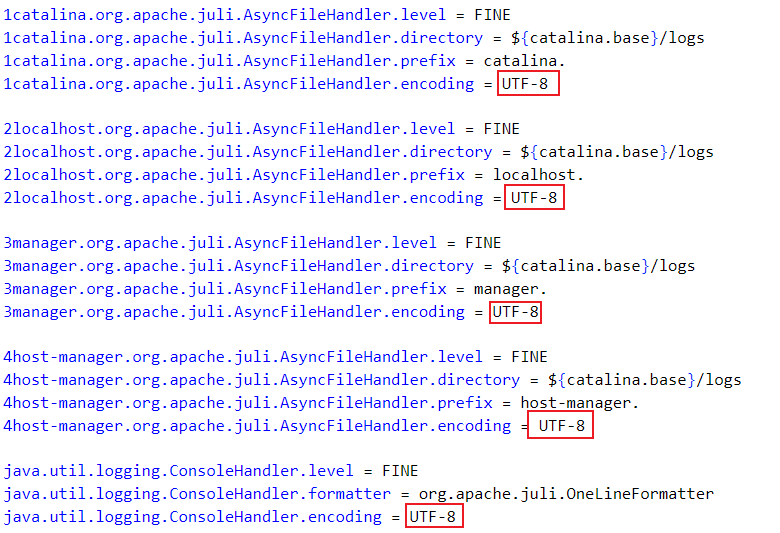 1catalina.org.apache.juli.AsyncFileHandler.level = FINE
1catalina.org.apache.juli.AsyncFileHandler.directory = ${catalina.base}/logs
1catalina.org.apache.juli.AsyncFileHandler.prefix = catalina.
1catalina.org.apache.juli.AsyncFileHandler.encoding = UTF-8
2localhost.org.apache.juli.AsyncFileHandler.level = FINE
2localhost.org.apache.juli.AsyncFileHandler.directory = ${catalina.base}/logs
2localhost.org.apache.juli.AsyncFileHandler.prefix = localhost.
2localhost.org.apache.juli.AsyncFileHandler.encoding = UTF-8
3manager.org.apache.juli.AsyncFileHandler.level = FINE
3manager.org.apache.juli.AsyncFileHandler.directory = ${catalina.base}/logs
3manager.org.apache.juli.AsyncFileHandler.prefix = manager.
3manager.org.apache.juli.AsyncFileHandler.encoding = UTF-8
4host-manager.org.apache.juli.AsyncFileHandler.level = FINE
4host-manager.org.apache.juli.AsyncFileHandler.directory = ${catalina.base}/logs
4host-manager.org.apache.juli.AsyncFileHandler.prefix = host-manager.
4host-manager.org.apache.juli.AsyncFileHandler.encoding = UTF-8
java.util.logging.ConsoleHandler.level = FINE
java.util.logging.ConsoleHandler.formatter = org.apache.juli.OneLineFormatter
java.util.logging.ConsoleHandler.encoding = UTF-8